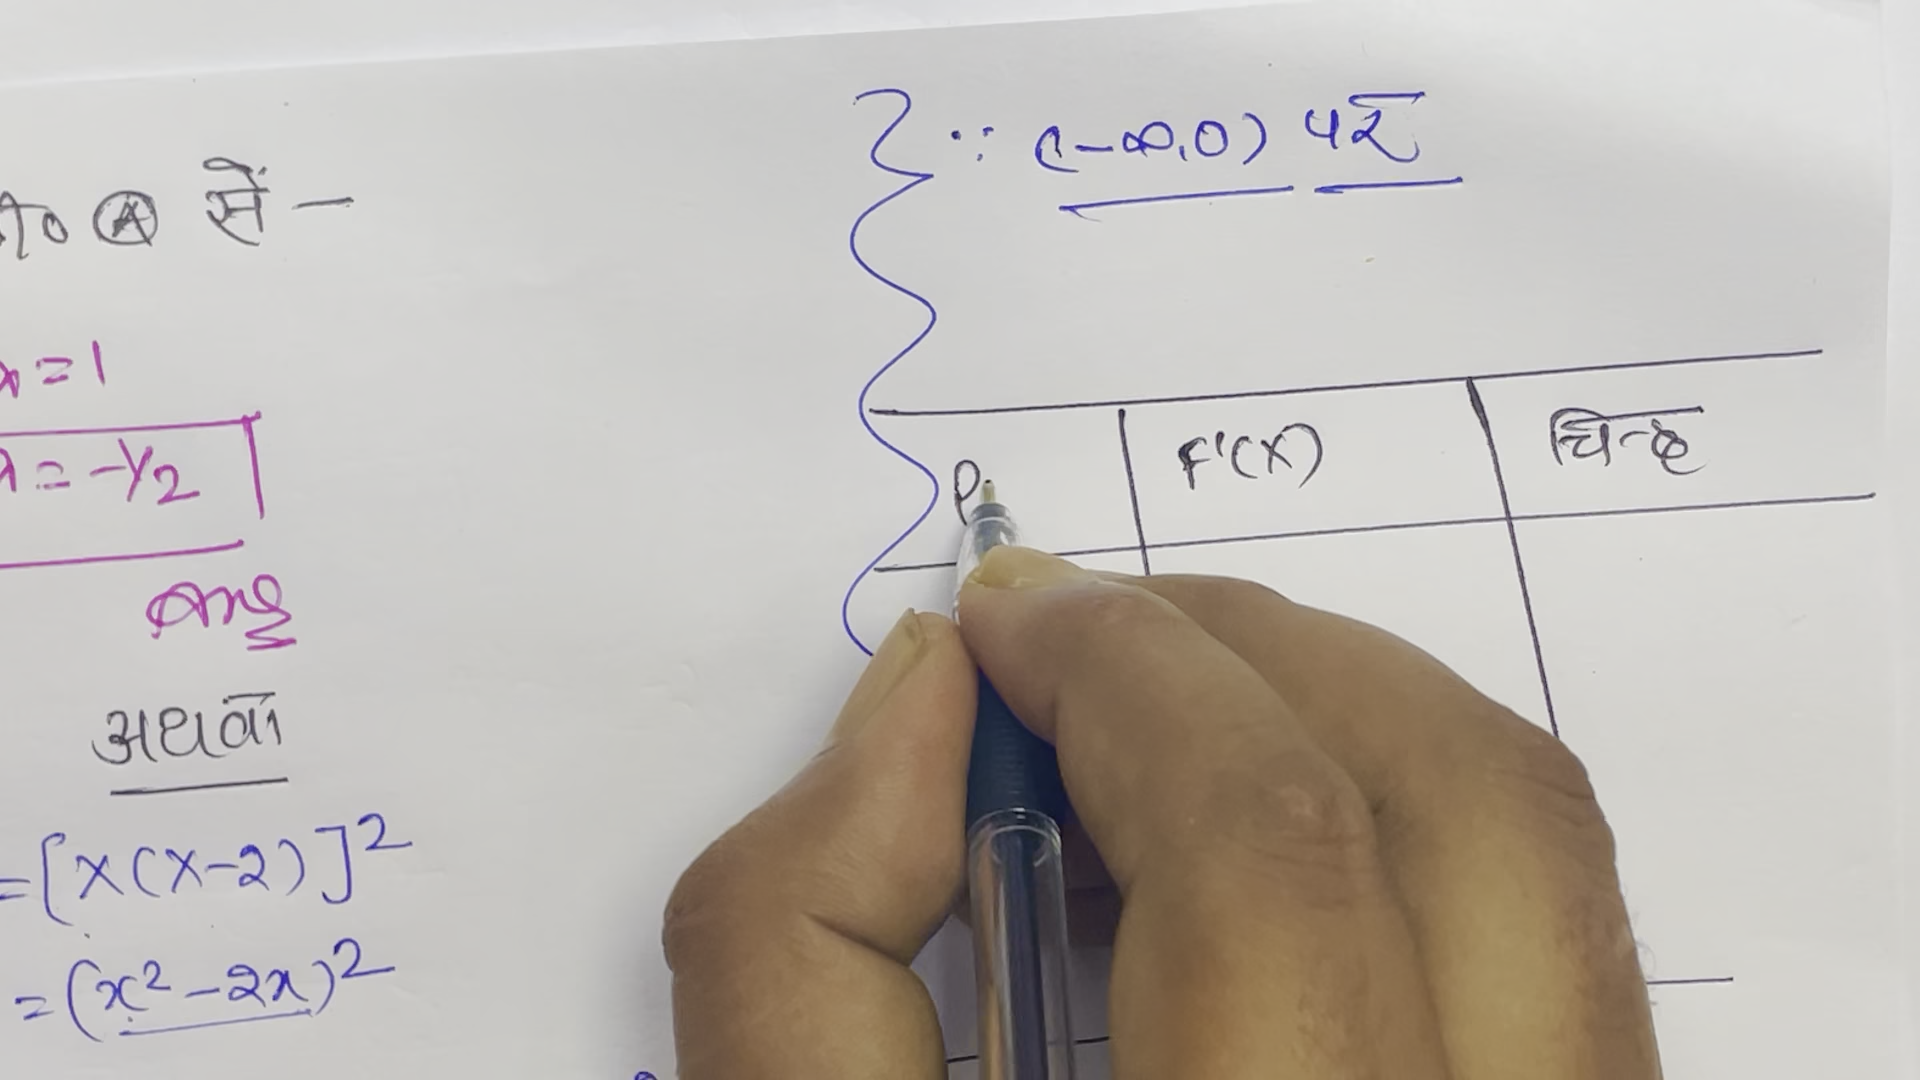 A से -
= 1
λ = -1/2
Ans
अथवा
= [x(x-2)]²
= (x² - 2x)²
∵ (-∞,0) पर
F'(x) चिन्ह